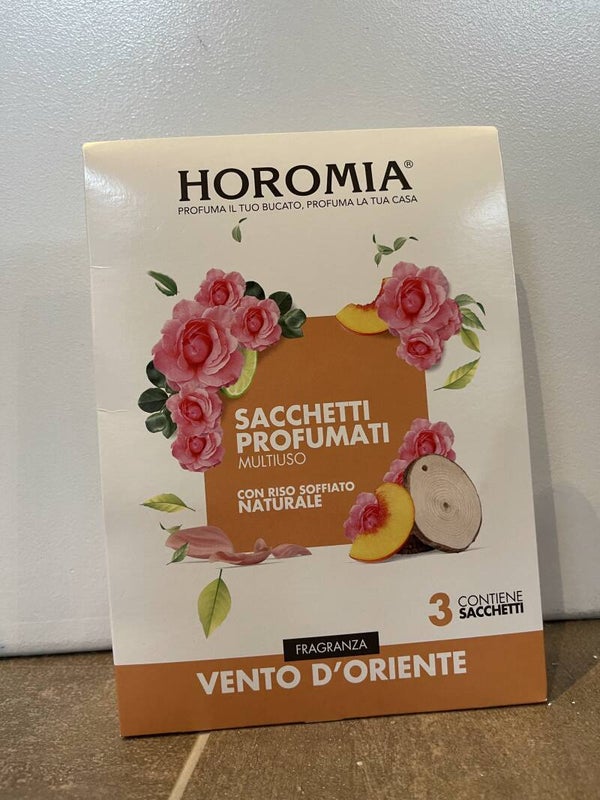 HOROMIA®
PROFUMA IL TUO BUCATO, PROFUMA LA TUA CASA
SACCHETTI
PROFUMATI
MULTIUSO
CON RISO SOFFIATO
NATURALE
3 CONTIENE
SACCHETTI
FRAGRANZA
VENTO D'ORIENTE